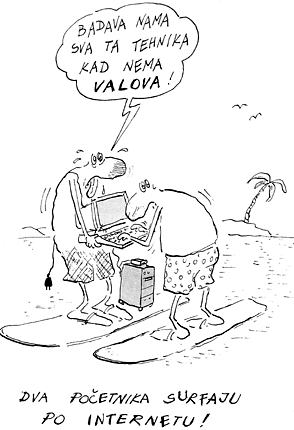 BADAVA NAMA
SVA TA TEHNIKA
KAD NEMA
VALOVA!
DVA POČETNIKA SURFAJU
PO INTERNETU!